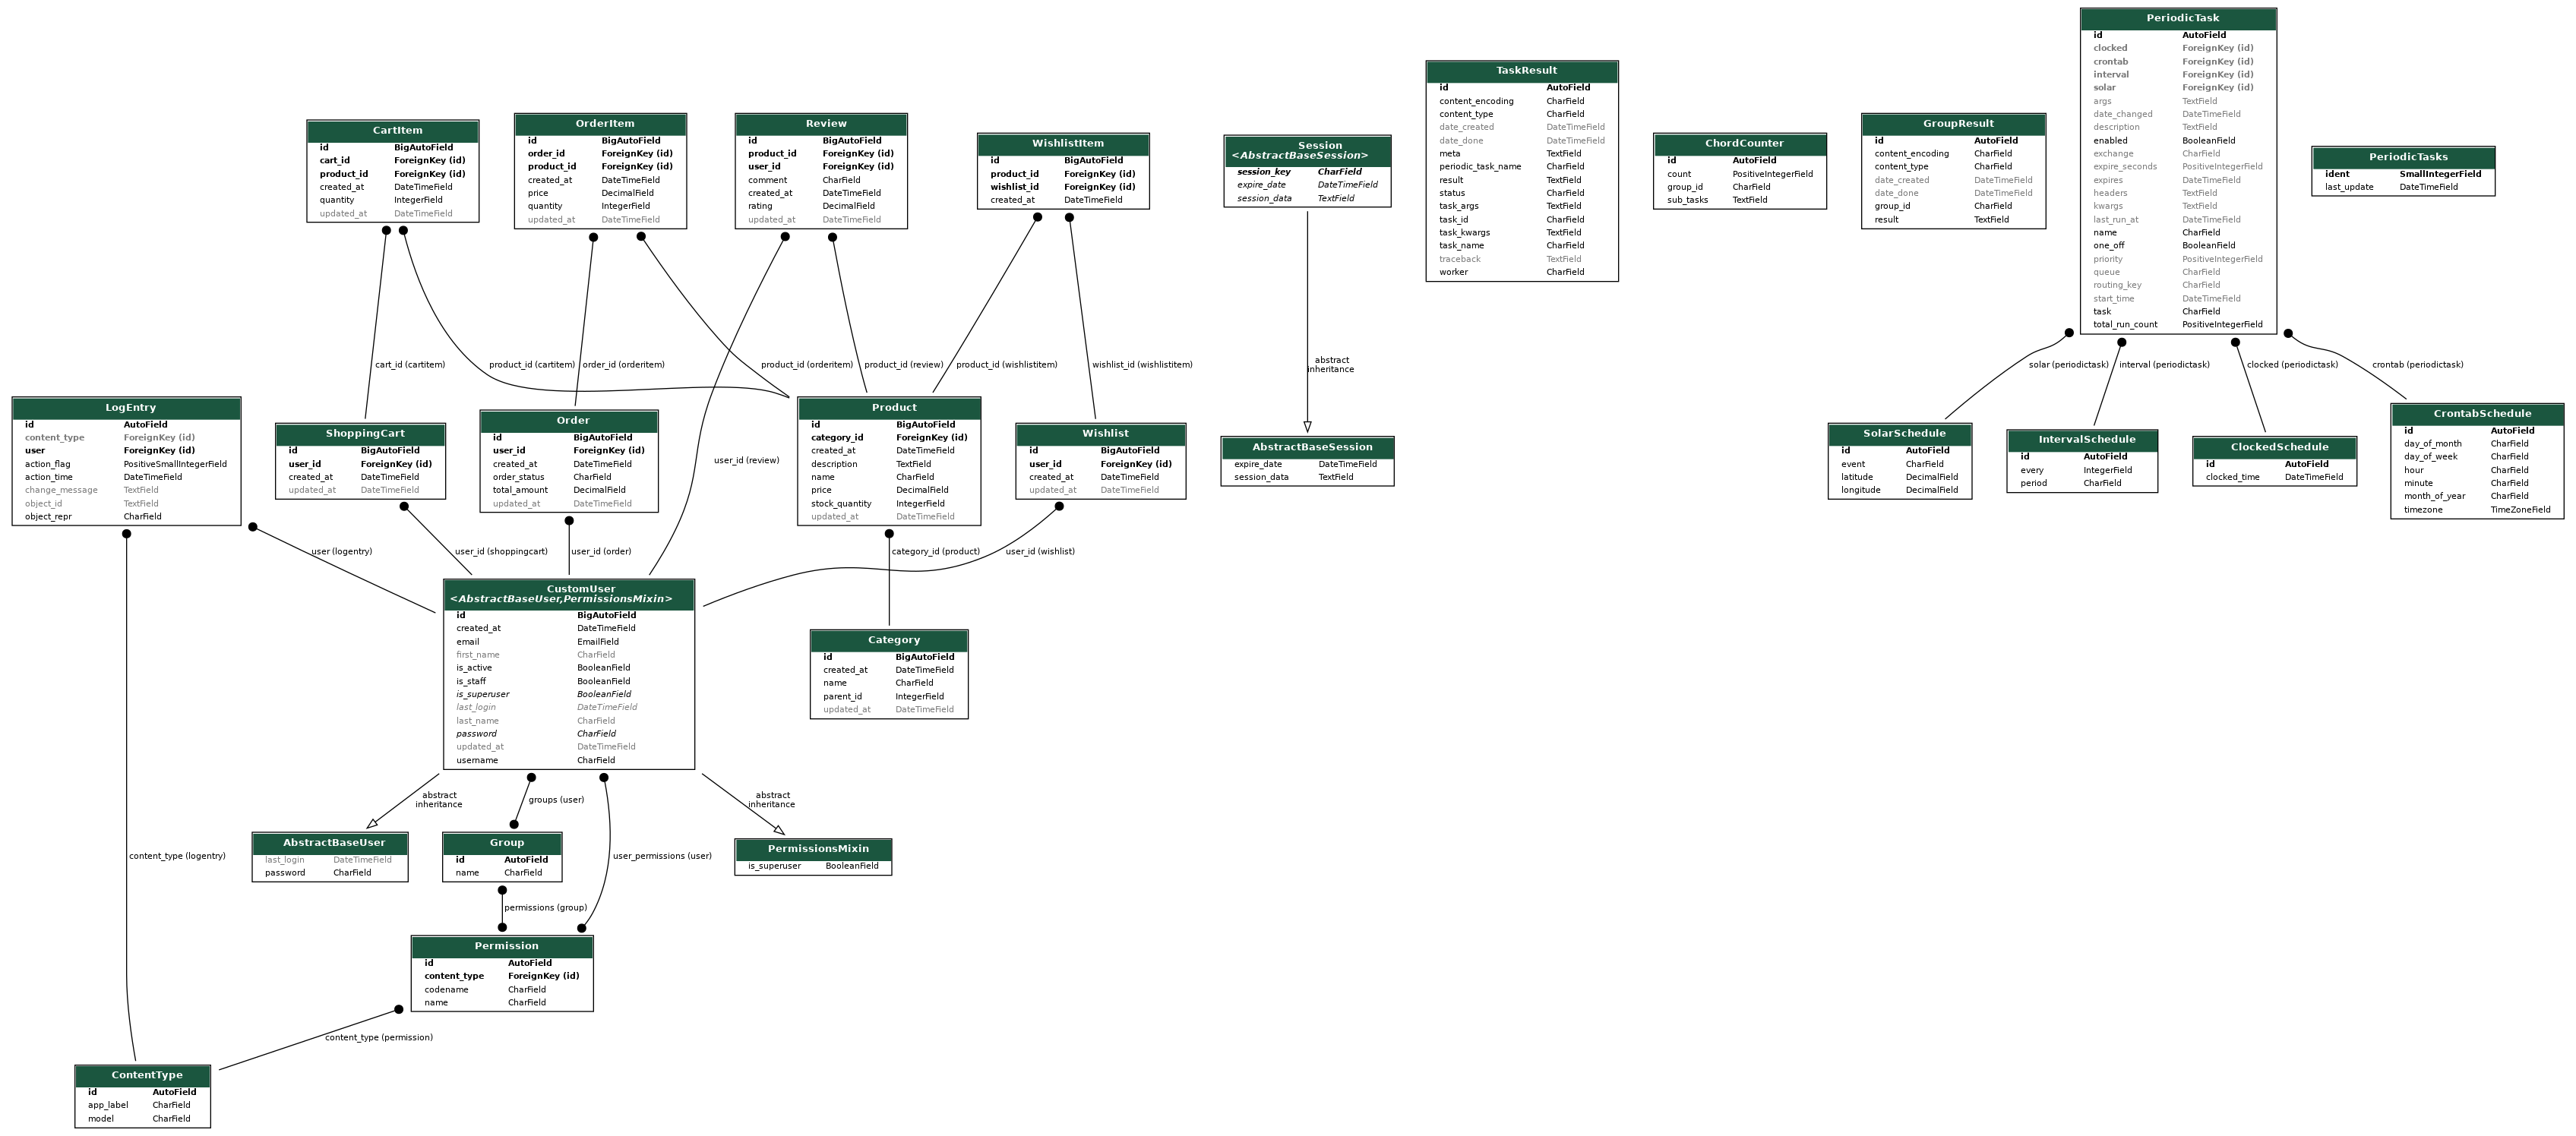 PeriodicTask
id AutoField
clocked ForeignKey (id)
crontab ForeignKey (id)
interval ForeignKey (id)
solar ForeignKey (id)
args TextField
date_changed DateTimeField
description TextField
enabled BooleanField
exchange CharField
expire_seconds PositiveIntegerField
expires DateTimeField
headers TextField
kwargs TextField
last_run_at DateTimeField
name CharField
one_off BooleanField
priority PositiveIntegerField
queue CharField
routing_key CharField
start_time DateTimeField
task CharField
total_run_count PositiveIntegerField
TaskResult
id AutoField
content_encoding CharField
content_type CharField
date_created DateTimeField
date_done DateTimeField
meta TextField
periodic_task_name CharField
result TextField
status CharField
task_args TextField
task_id CharField
task_kwargs TextField
task_name CharField
traceback TextField
worker CharField
CartItem
id BigAutoField
cart_id ForeignKey (id)
product_id ForeignKey (id)
created_at DateTimeField
quantity IntegerField
updated_at DateTimeField
OrderItem
id BigAutoField
order_id ForeignKey (id)
product_id ForeignKey (id)
created_at DateTimeField
price DecimalField
quantity IntegerField
updated_at DateTimeField
Review
id BigAutoField
product_id ForeignKey (id)
user_id ForeignKey (id)
comment CharField
created_at DateTimeField
rating DecimalField
updated_at DateTimeField
WishlistItem
id BigAutoField
product_id ForeignKey (id)
wishlist_id ForeignKey (id)
created_at DateTimeField
Session
<AbstractBaseSession>
session_key CharField
expire_date DateTimeField
session_data TextField
ChordCounter
id AutoField
count PositiveIntegerField
group_id CharField
sub_tasks TextField
GroupResult
id AutoField
content_encoding CharField
content_type CharField
date_created DateTimeField
date_done DateTimeField
group_id CharField
result TextField
PeriodicTasks
ident SmallIntegerField
last_update DateTimeField
cart_id (cartitem)
product_id (cartitem)
order_id (orderitem)
product_id (orderitem)
product_id (review)
product_id (wishlistitem)
wishlist_id (wishlistitem)
abstract
inheritance
solar (periodictask)
interval (periodictask)
clocked (periodictask)
crontab (periodictask)
LogEntry
id AutoField
content_type ForeignKey (id)
user ForeignKey (id)
action_flag PositiveSmallIntegerField
action_time DateTimeField
change_message TextField
object_id TextField
object_repr CharField
ShoppingCart
id BigAutoField
user_id ForeignKey (id)
created_at DateTimeField
updated_at DateTimeField
Order
id BigAutoField
user_id ForeignKey (id)
created_at DateTimeField
order_status CharField
total_amount DecimalField
updated_at DateTimeField
user_id (review)
Product
id BigAutoField
category_id ForeignKey (id)
created_at DateTimeField
description TextField
name CharField
price DecimalField
stock_quantity IntegerField
updated_at DateTimeField
Wishlist
id BigAutoField
user_id ForeignKey (id)
created_at DateTimeField
updated_at DateTimeField
AbstractBaseSession
expire_date DateTimeField
session_data TextField
SolarSchedule
id AutoField
event CharField
latitude DecimalField
longitude DecimalField
IntervalSchedule
id AutoField
every IntegerField
period CharField
ClockedSchedule
id AutoField
clocked_time DateTimeField
CrontabSchedule
id AutoField
day_of_month CharField
day_of_week CharField
hour CharField
minute CharField
month_of_year CharField
timezone TimeZoneField
user (logentry)
user_id (shoppingcart)
user_id (order)
category_id (product)
user_id (wishlist)
CustomUser
<AbstractBaseUser,PermissionsMixin>
id BigAutoField
created_at DateTimeField
email EmailField
first_name CharField
is_active BooleanField
is_staff BooleanField
is_superuser BooleanField
last_login DateTimeField
last_name CharField
password CharField
updated_at DateTimeField
username CharField
Category
id BigAutoField
created_at DateTimeField
name CharField
parent_id IntegerField
updated_at DateTimeField
abstract
inheritance
groups (user)
abstract
inheritance
content_type (logentry)
user_permissions (user)
AbstractBaseUser
last_login DateTimeField
password CharField
Group
id AutoField
name CharField
PermissionsMixin
is_superuser BooleanField
permissions (group)
Permission
id AutoField
content_type ForeignKey (id)
codename CharField
name CharField
content_type (permission)
ContentType
id AutoField
app_label CharField
model CharField